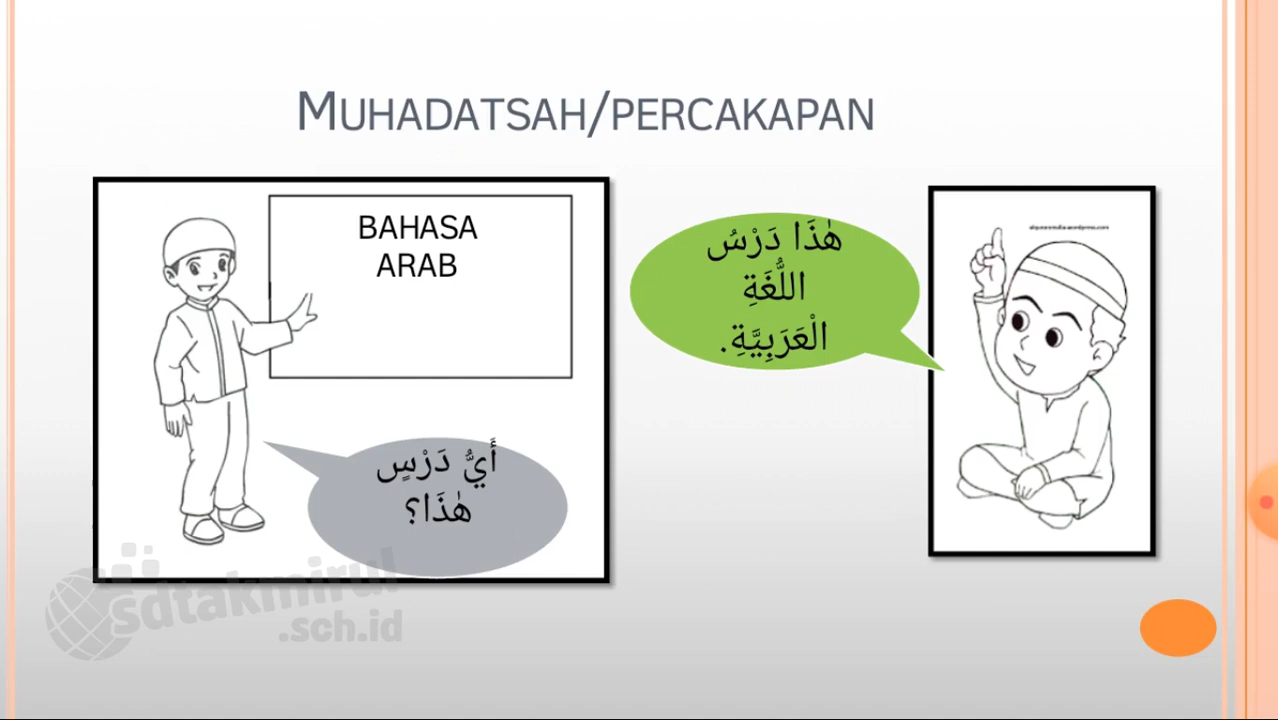 MUHADATSAH/PERCAKAPAN
BAHASA
ARAB
هٰذَا دَرْسُ
اللُّغَةِ
الْعَرَبِيَّةِ.
أَيُّ دَرْسٍ
هٰذَا؟
sdtakmirul
.sch.id